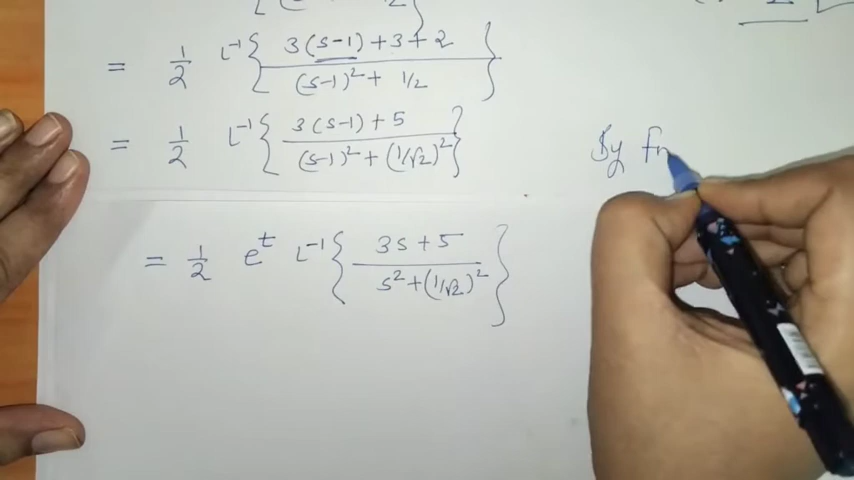 = 1/2 L⁻¹{ 3(s-1)+3+2 / (s-1)²+ 1/2 }
= 1/2 L⁻¹{ 3(s-1)+5 / (s-1)²+(1/√2)² }
By Fr
= 1/2 eᵗ L⁻¹{ 3s+5 / s²+(1/√2)² }